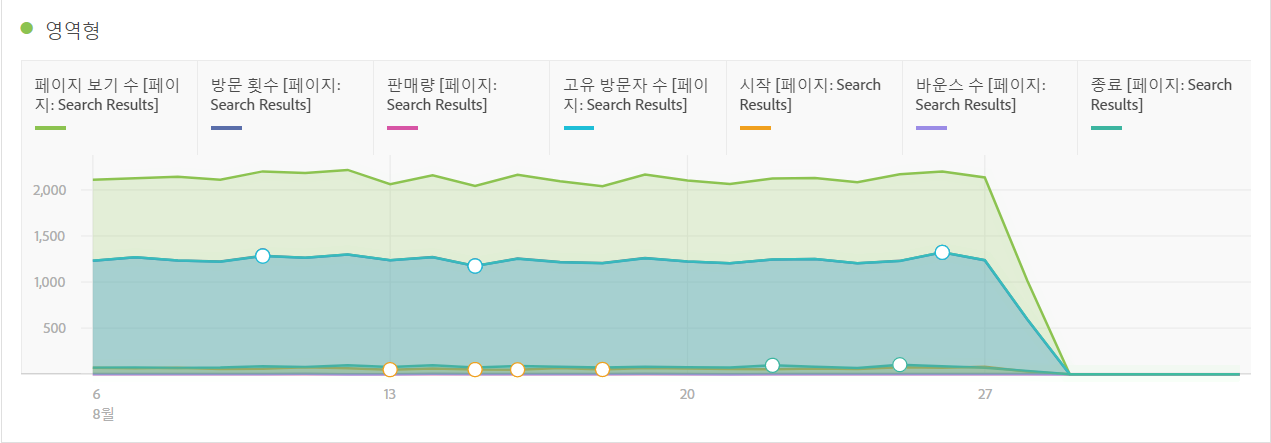 영역형
페이지 보기 수 [페이
지: Search Results]
방문 횟수 [페이지:
Search Results]
판매량 [페이지:
Search Results]
고유 방문자 수 [페이
지: Search Results]
시작 [페이지: Search
Results]
바운스 수 [페이지:
Search Results]
종료 [페이지: Search
Results]
2,000
1,500
1,000
500
6
13
20
27
8월